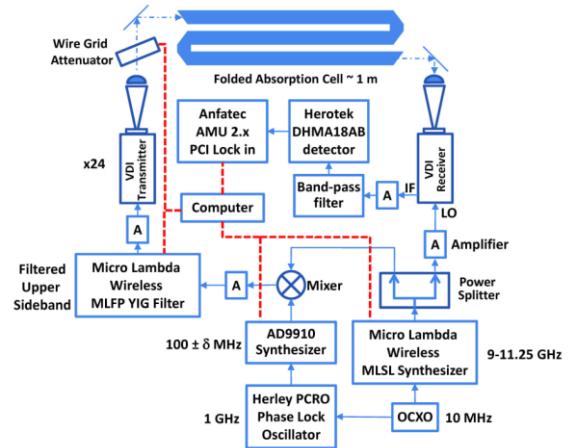 Wire Grid
Attenuator
Folded Absorption Cell ~ 1 m
x24
VDI
Transmitter
Anfatec
AMU 2.x
PCI Lock in
Herotek
DHMA18AB
detector
VDI
Receiver
Band-pass
filter
A
IF
LO
Computer
A
A
Amplifier
Filtered
Upper
Sideband
Micro Lambda
Wireless
MLFP YIG Filter
A
Mixer
Power
Splitter
100 ± δ MHz
AD9910
Synthesizer
Micro Lambda
Wireless
MLSL Synthesizer
9-11.25 GHz
1 GHz
Herley PCRO
Phase Lock
Oscillator
OCXO
10 MHz